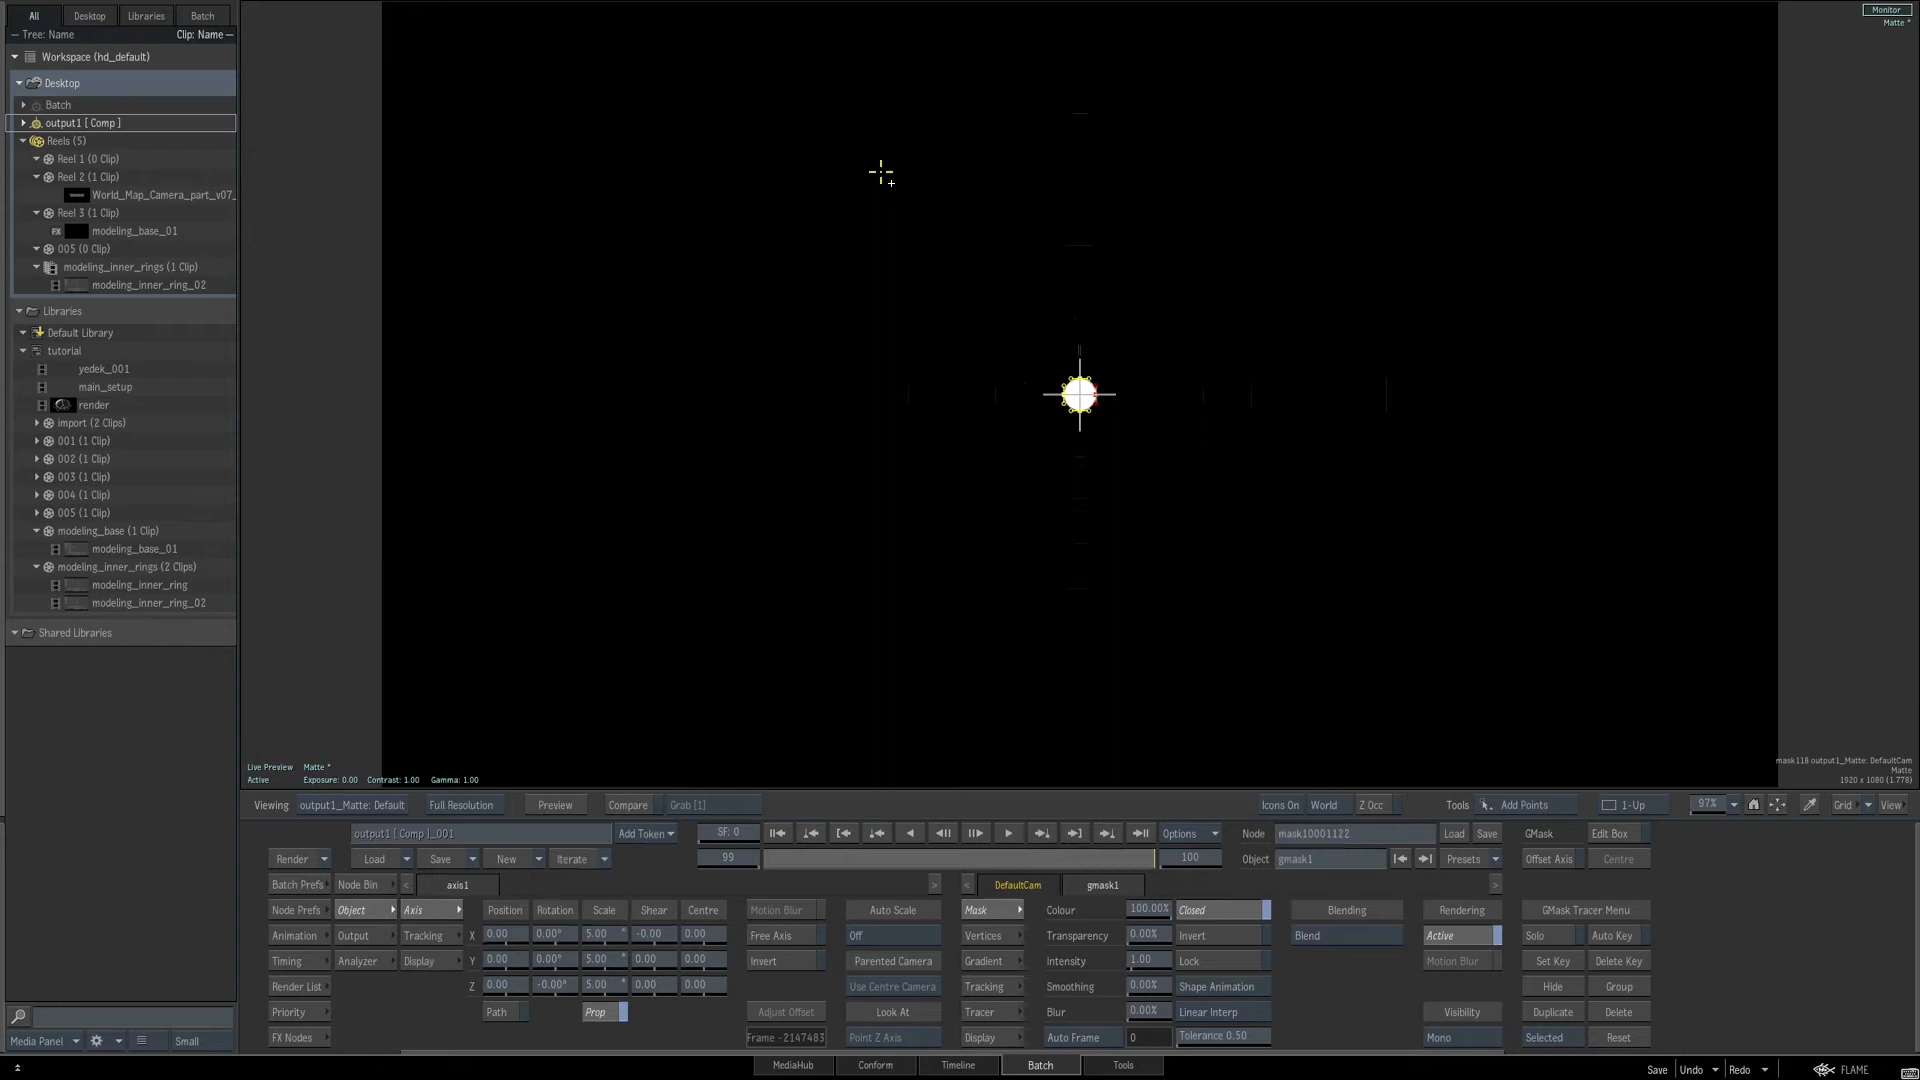 All Desktop Libraries Batch
Tree: Name Clip: Name
Workspace (hd_default)
Desktop
Batch
output1 [ Comp ]
Reels (5)
Reel 1 (0 Clip)
Reel 2 (1 Clip)
World_Map_Camera_part_v07_
Reel 3 (1 Clip)
FX modeling_base_01
005 (0 Clip)
modeling_inner_rings (1 Clip)
modeling_inner_ring_02
Libraries
Default Library
tutorial
yedek_001
main_setup
render
import (2 Clips)
001 (1 Clip)
002 (1 Clip)
003 (1 Clip)
004 (1 Clip)
005 (1 Clip)
modeling_base (1 Clip)
modeling_base_01
modeling_inner_rings (2 Clips)
modeling_inner_ring
modeling_inner_ring_02
Shared Libraries
Media Panel Small
Monitor
Matte *
Live Preview Matte *
Active Exposure: 0.00 Contrast: 1.00 Gamma: 1.00
mask118 output1_Matte: DefaultCam
Matte
1920 x 1080 (1.778)
Viewing output1_Matte: Default Full Resolution Preview Compare Grab [1] Icons On World Z Occ Tools Add Points 1-Up 97% Grid View
output1 [ Comp ]_001 Add Token SF: 0 Options Node mask10001122 Load Save GMask Edit Box
Render Load Save New Iterate 99 100 Object gmask1 Presets Offset Axis Centre
Batch Prefs Node Bin < axis1 > < DefaultCam gmask1 >
Node Prefs Object Axis Position Rotation Scale Shear Centre Motion Blur Auto Scale Mask Colour 100.00% Closed Blending Rendering GMask Tracer Menu
Animation Output Tracking X 0.00 0.00° 5.00 * -0.00 0.00 Free Axis Off Vertices Transparency 0.00% Invert Blend Active Solo Auto Key
Timing Analyzer Display Y 0.00 0.00° 5.00 * 0.00 0.00 Invert Parented Camera Gradient Intensity 1.00 Lock Motion Blur Set Key Delete Key
Render List Z 0.00 -0.00° 5.00 * 0.00 0.00 Use Centre Camera Tracking Smoothing 0.00% Shape Animation Hide Group
Priority Path Prop Adjust Offset Look At Tracer Blur 0.00% Linear Interp Visibility Duplicate Delete
FX Nodes Frame -2147483 Point Z Axis Display Auto Frame 0 Tolerance 0.50 Mono Selected Reset
MediaHub Conform Timeline Batch Tools Save Undo Redo FLAME